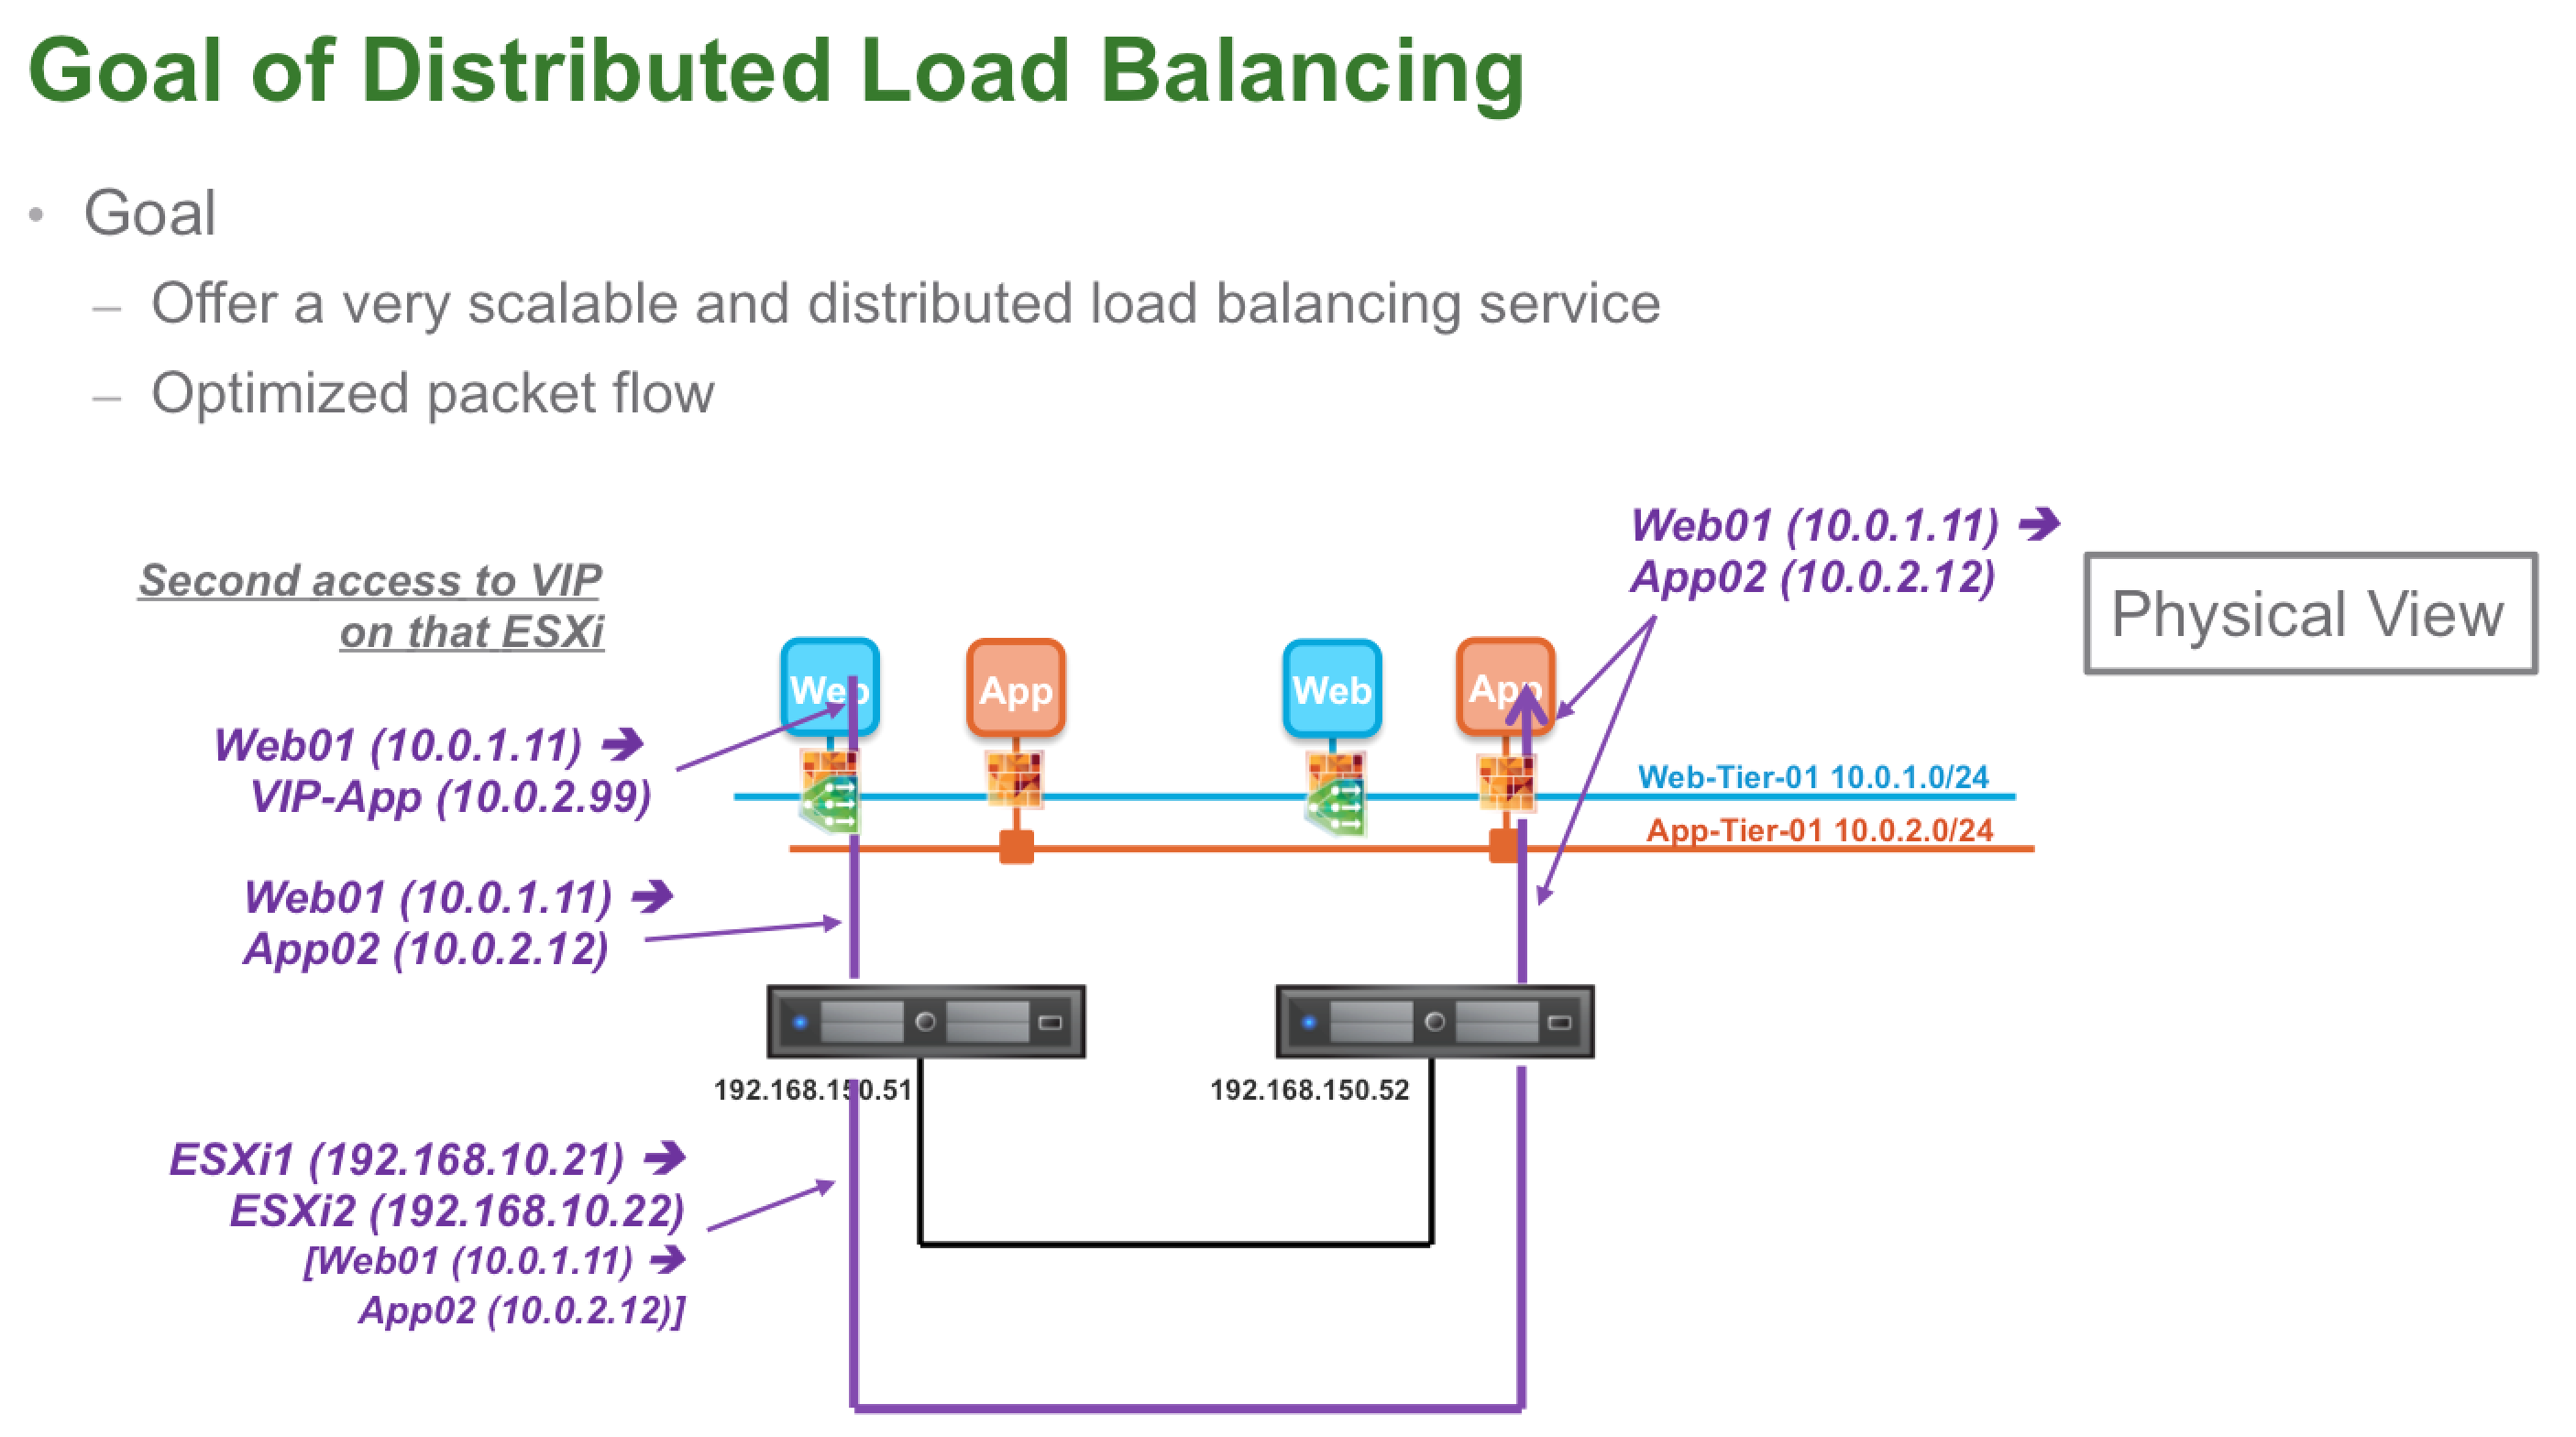 Goal of Distributed Load Balancing
• Goal
– Offer a very scalable and distributed load balancing service
– Optimized packet flow
Second access to VIP
on that ESXi
Web01 (10.0.1.11) ➔
VIP-App (10.0.2.99)
Web01 (10.0.1.11) ➔
App02 (10.0.2.12)
ESXi1 (192.168.10.21) ➔
ESXi2 (192.168.10.22)
[Web01 (10.0.1.11) ➔
App02 (10.0.2.12)]
Web
App
Web
App
192.168.150.51
192.168.150.52
Web01 (10.0.1.11) ➔
App02 (10.0.2.12)
Web-Tier-01 10.0.1.0/24
App-Tier-01 10.0.2.0/24
Physical View